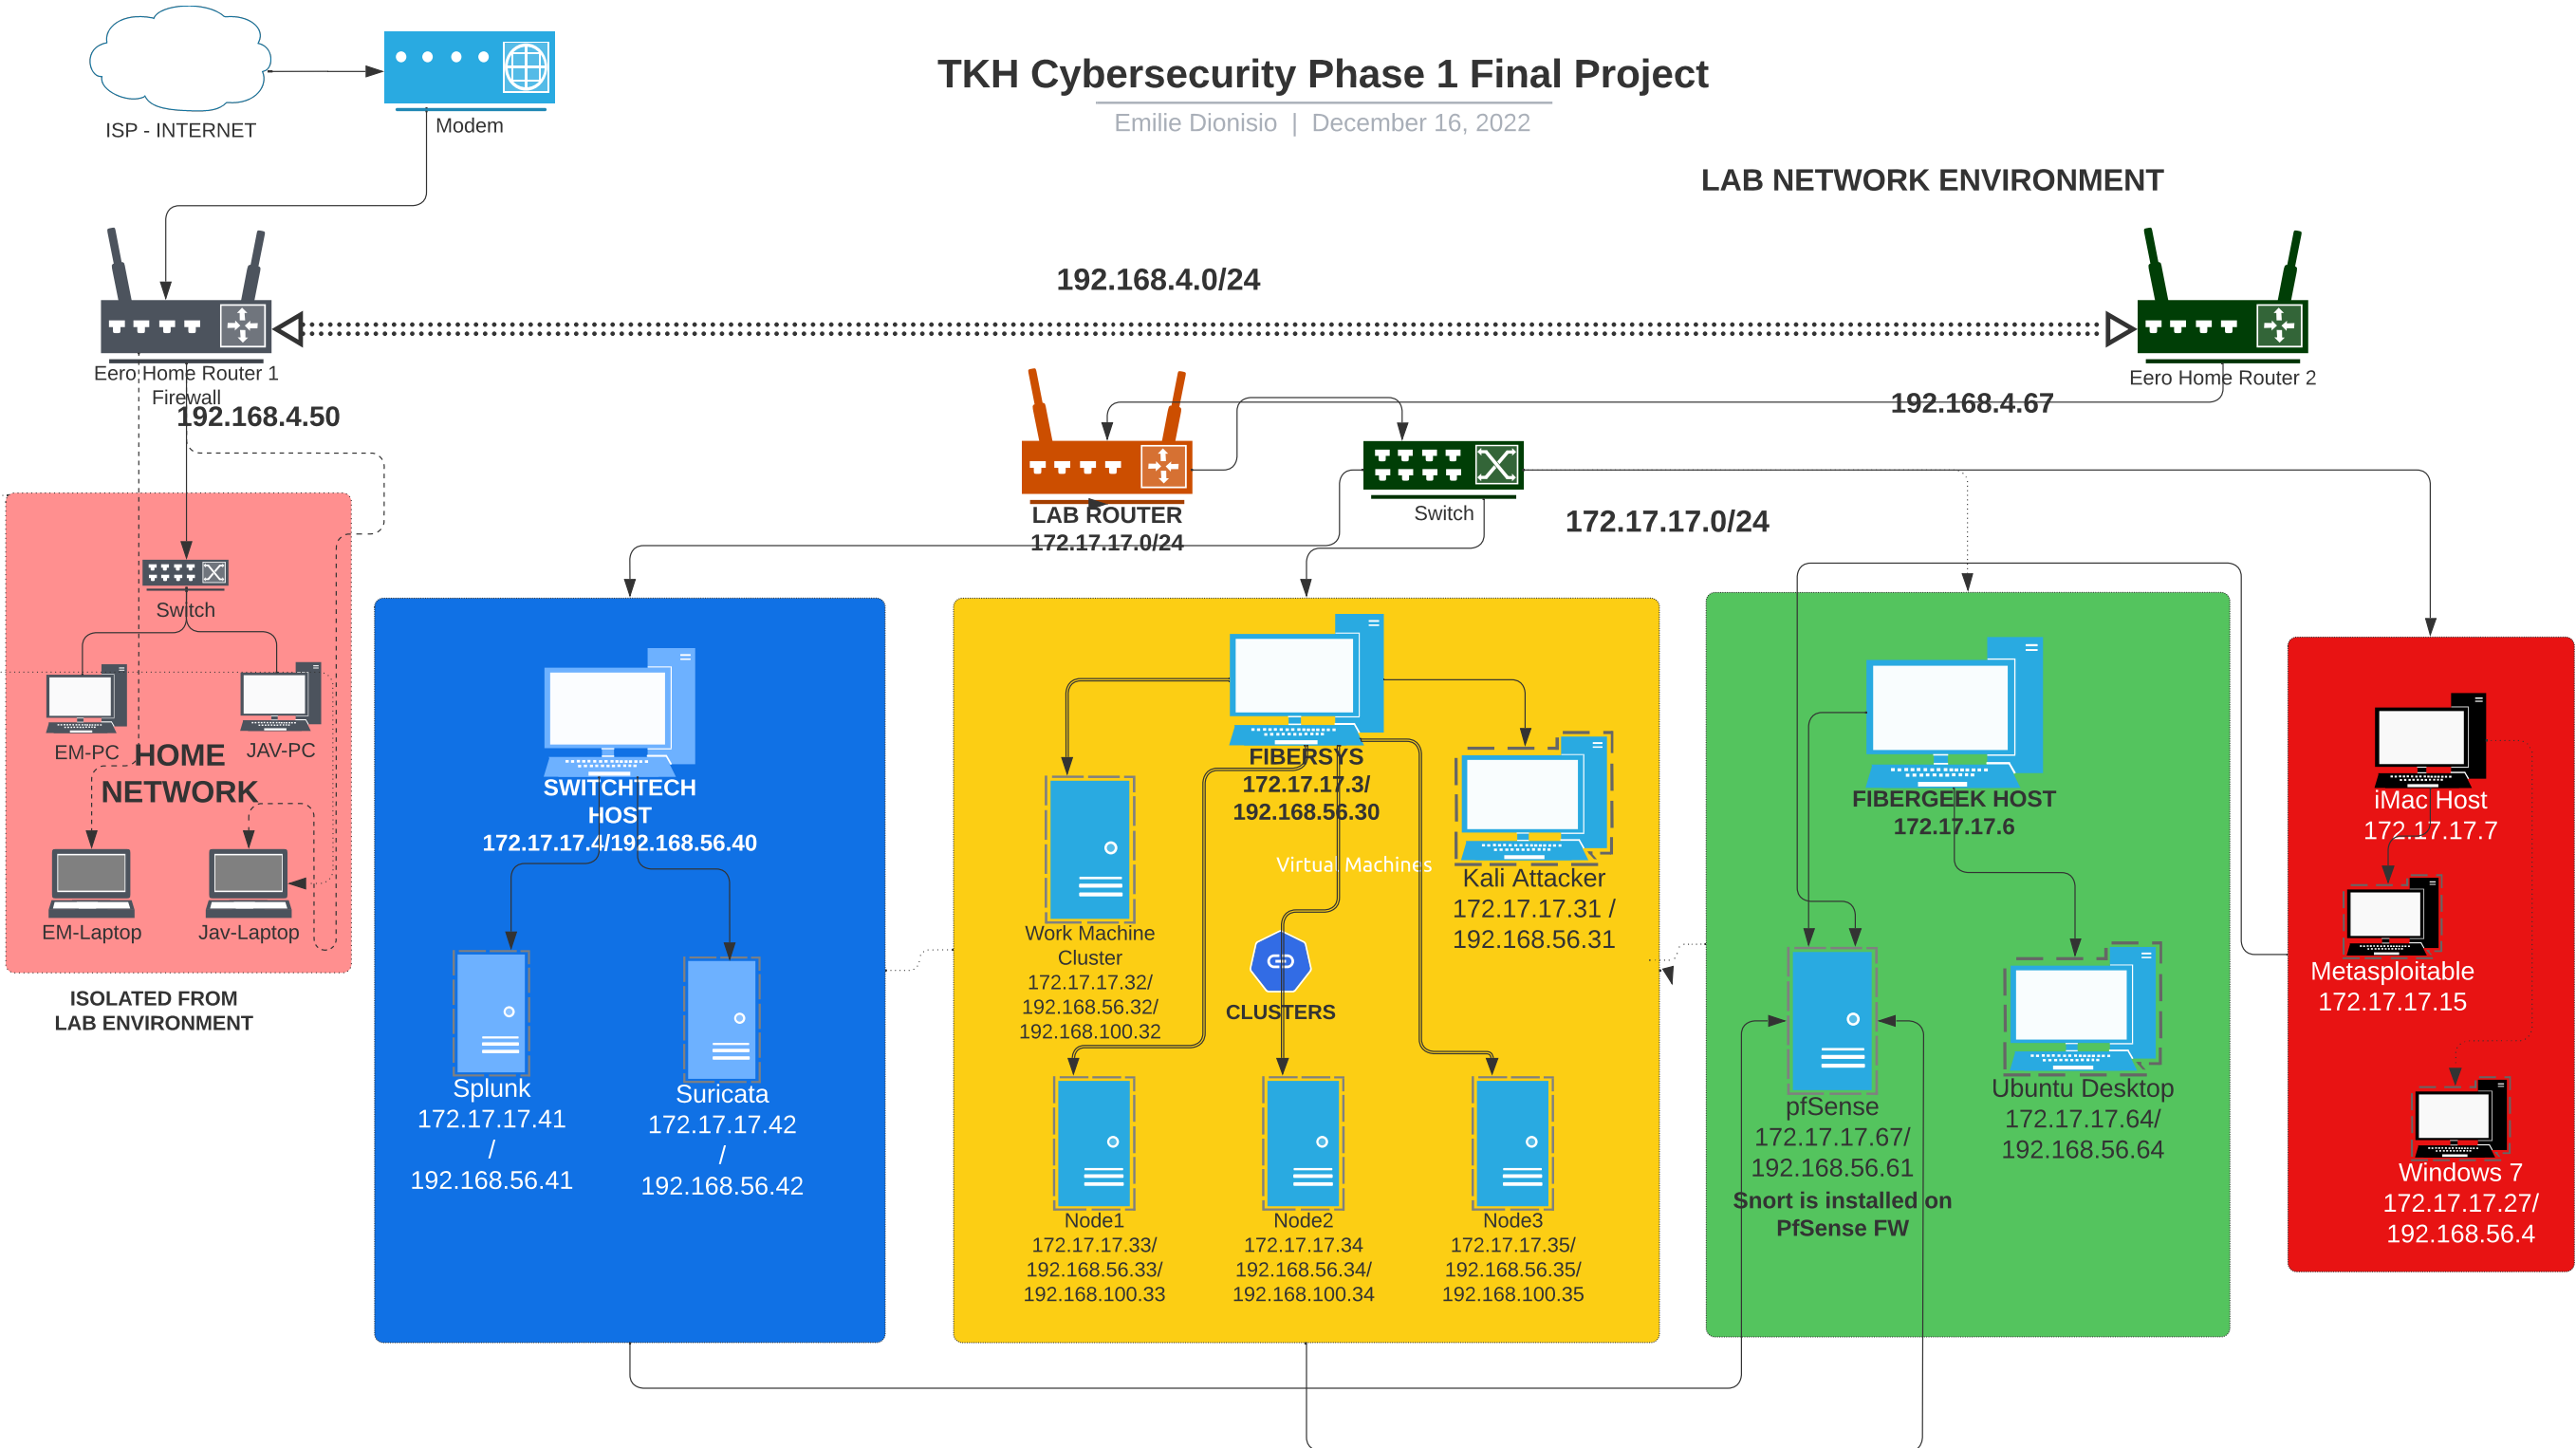 TKH Cybersecurity Phase 1 Final Project
Emilie Dionisio | December 16, 2022
ISP - INTERNET
Modem
LAB NETWORK ENVIRONMENT
192.168.4.0/24
Eero Home Router 1
Firewall
192.168.4.50
Eero Home Router 2
192.168.4.67
LAB ROUTER
172.17.17.0/24
Switch
172.17.17.0/24
Switch
EM-PC
JAV-PC
HOME
NETWORK
EM-Laptop
Jav-Laptop
ISOLATED FROM
LAB ENVIRONMENT
SWITCHTECH
HOST
172.17.17.4/192.168.56.40
Splunk
172.17.17.41
/
192.168.56.41
Suricata
172.17.17.42
/
192.168.56.42
FIBERSYS
172.17.17.3/
192.168.56.30
Virtual Machines
Kali Attacker
172.17.17.31 /
192.168.56.31
Work Machine
Cluster
172.17.17.32/
192.168.56.32/
192.168.100.32
CLUSTERS
Node1
172.17.17.33/
192.168.56.33/
192.168.100.33
Node2
172.17.17.34
192.168.56.34/
192.168.100.34
Node3
172.17.17.35/
192.168.56.35/
192.168.100.35
FIBERGEEK HOST
172.17.17.6
pfSense
172.17.17.67/
192.168.56.61
Snort is installed on
PfSense FW
Ubuntu Desktop
172.17.17.64/
192.168.56.64
iMac Host
172.17.17.7
Metasploitable
172.17.17.15
Windows 7
172.17.17.27/
192.168.56.4